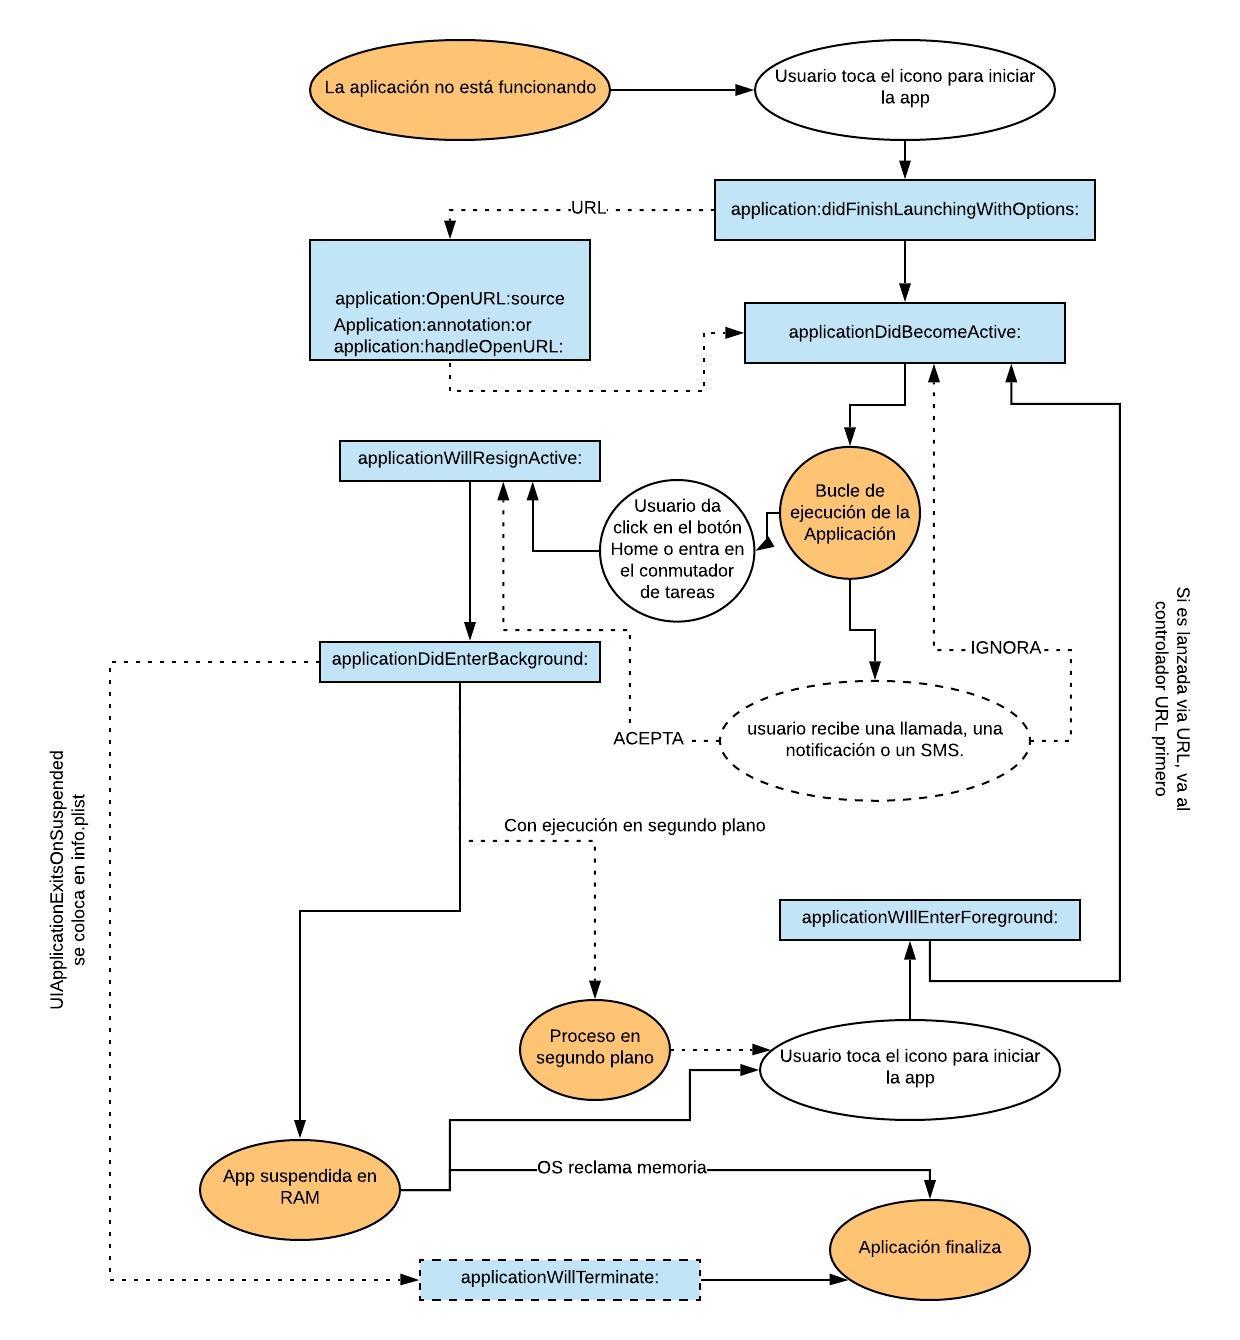 La aplicación no está funcionando
Usuario toca el icono para iniciar
la app
application:didFinishLaunchingWithOptions:
URL
application:OpenURL:source
Application:annotation:or
application:handleOpenURL:
applicationDidBecomeActive:
applicationWillResignActive:
Usuario da
click en el botón
Home o entra en
el conmutador
de tareas
Bucle de
ejecución de la
Applicación
applicationDidEnterBackground:
IGNORA
ACEPTA
usuario recibe una llamada, una
notificación o un SMS.
Si es lanzada via URL, va al
controlador URL primero
UIApplicationExitsOnSuspended
se coloca en info.plist
Con ejecución en segundo plano
applicationWIllEnterForeground:
Proceso en
segundo plano
Usuario toca el icono para iniciar
la app
App suspendida en
RAM
OS reclama memoria
Aplicación finaliza
applicationWillTerminate: